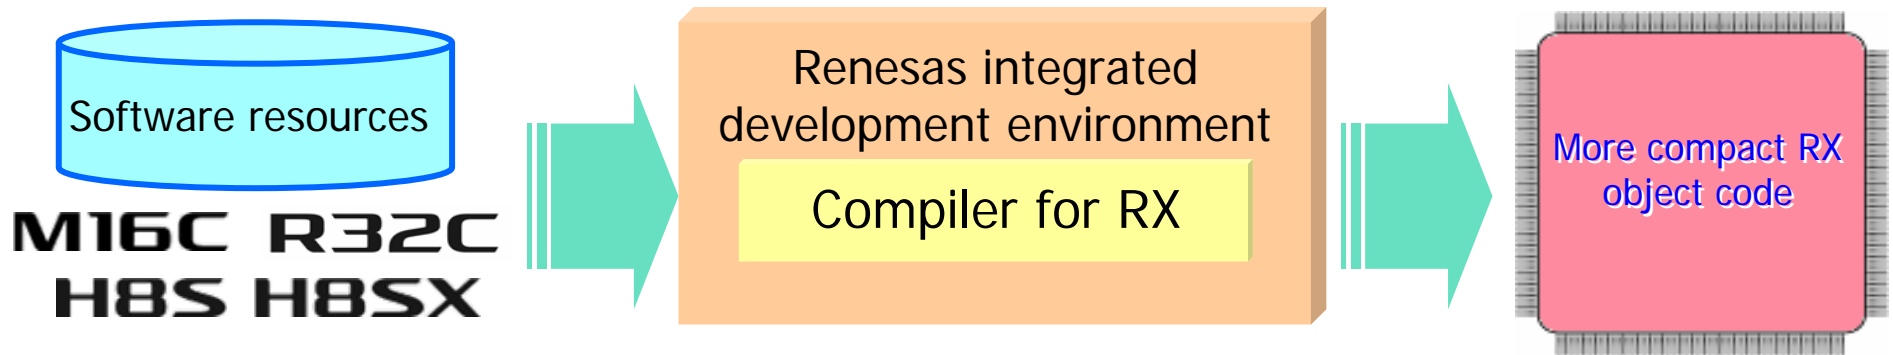 Software resources
M16C R32C
H8S H8SX
Renesas integrated
development environment
Compiler for RX
More compact RX
object code